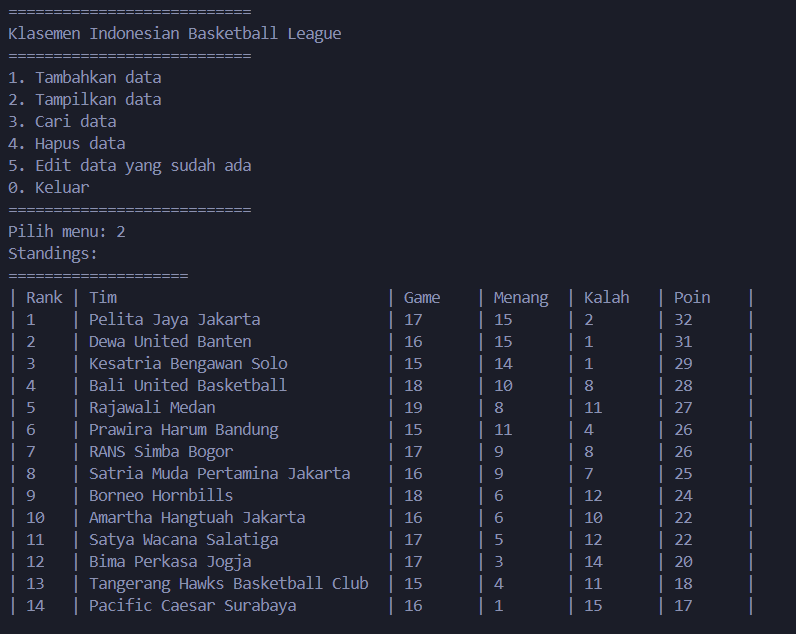 ===========================
Klasemen Indonesian Basketball League
===========================
1. Tambahkan data
2. Tampilkan data
3. Cari data
4. Hapus data
5. Edit data yang sudah ada
0. Keluar
===========================
Pilih menu: 2
Standings:
====================
| Rank | Tim                              | Game    | Menang  | Kalah   | Poin    |
| 1    | Pelita Jaya Jakarta              | 17      | 15      | 2       | 32      |
| 2    | Dewa United Banten               | 16      | 15      | 1       | 31      |
| 3    | Kesatria Bengawan Solo           | 15      | 14      | 1       | 29      |
| 4    | Bali United Basketball           | 18      | 10      | 8       | 28      |
| 5    | Rajawali Medan                   | 19      | 8       | 11      | 27      |
| 6    | Prawira Harum Bandung            | 15      | 11      | 4       | 26      |
| 7    | RANS Simba Bogor                 | 17      | 9       | 8       | 26      |
| 8    | Satria Muda Pertamina Jakarta    | 16      | 9       | 7       | 25      |
| 9    | Borneo Hornbills                 | 18      | 6       | 12      | 24      |
| 10   | Amartha Hangtuah Jakarta         | 16      | 6       | 10      | 22      |
| 11   | Satya Wacana Salatiga            | 17      | 5       | 12      | 22      |
| 12   | Bima Perkasa Jogja               | 17      | 3       | 14      | 20      |
| 13   | Tangerang Hawks Basketball Club  | 15      | 4       | 11      | 18      |
| 14   | Pacific Caesar Surabaya          | 16      | 1       | 15      | 17      |